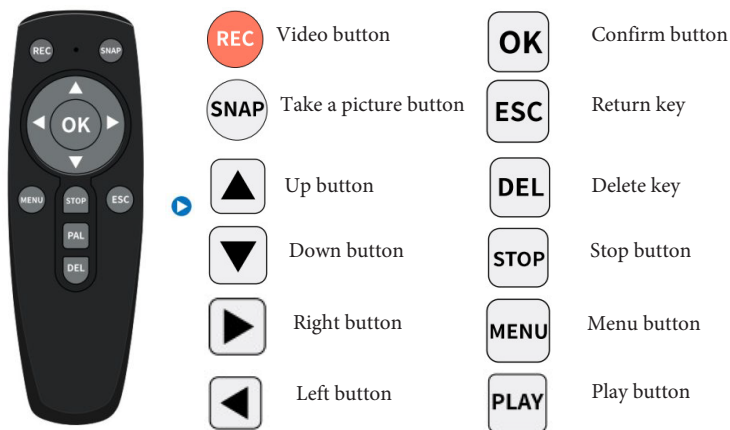 REC SNAP
OK
MENU STOP ESC
PAL
DEL
REC Video button
SNAP Take a picture button
Up button
Down button
Right button
Left button
OK Confirm button
ESC Return key
DEL Delete key
STOP Stop button
MENU Menu button
PLAY Play button